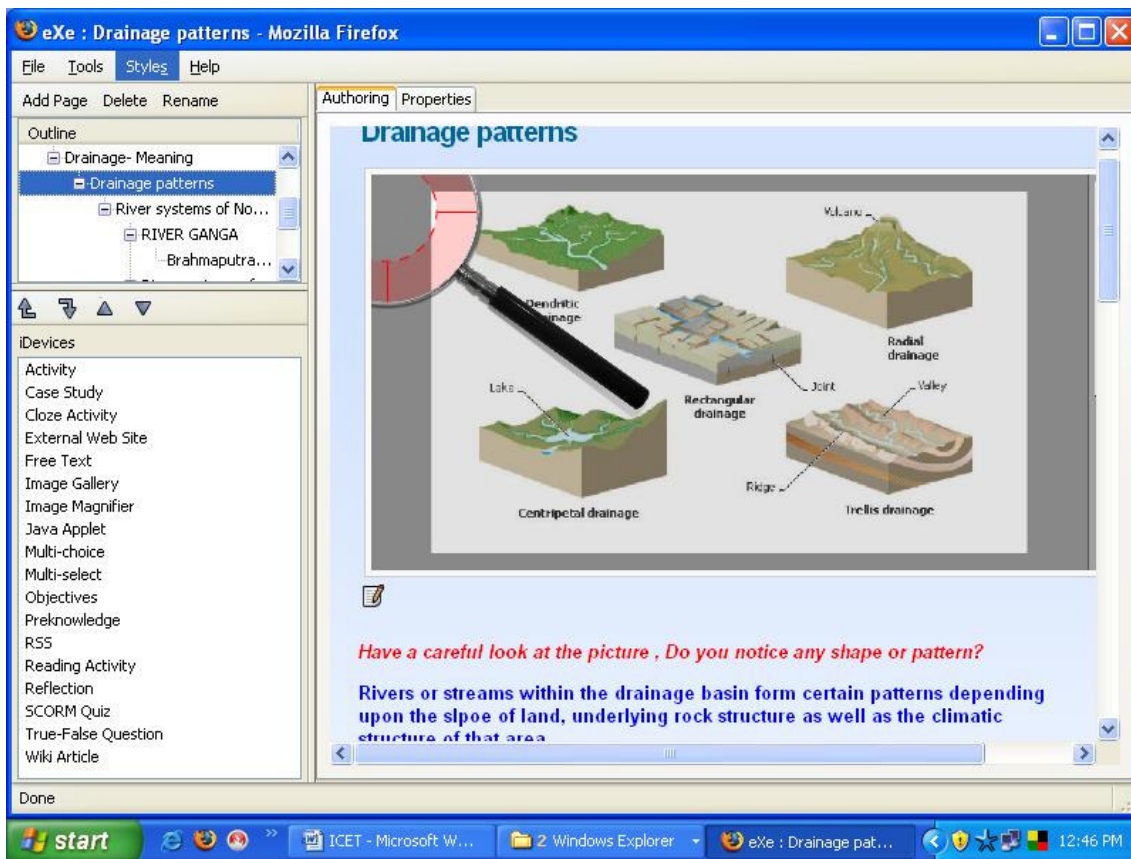 eXe : Drainage patterns - Mozilla Firefox
File Tools Styles Help
Add Page Delete Rename
Outline
Drainage- Meaning
Drainage patterns
River systems of No...
RIVER GANGA
Brahmaputra...
iDevices
Activity
Case Study
Cloze Activity
External Web Site
Free Text
Image Gallery
Image Magnifier
Java Applet
Multi-choice
Multi-select
Objectives
Preknowledge
RSS
Reading Activity
Reflection
SCORM Quiz
True-False Question
Wiki Article
Authoring Properties
Drainage patterns
Volcano
Dendritic
Radial
drainage
Lake
Joint
Valley
Rectangular
drainage
Ridge
Centripetal drainage
Trellis drainage
Have a careful look at the picture , Do you notice any shape or pattern?
Rivers or streams within the drainage basin form certain patterns depending
upon the slpoe of land, underlying rock structure as well as the climatic
structure of that area
Done
start
ICET - Microsoft W...
2 Windows Explorer
eXe : Drainage pat...
12:46 PM